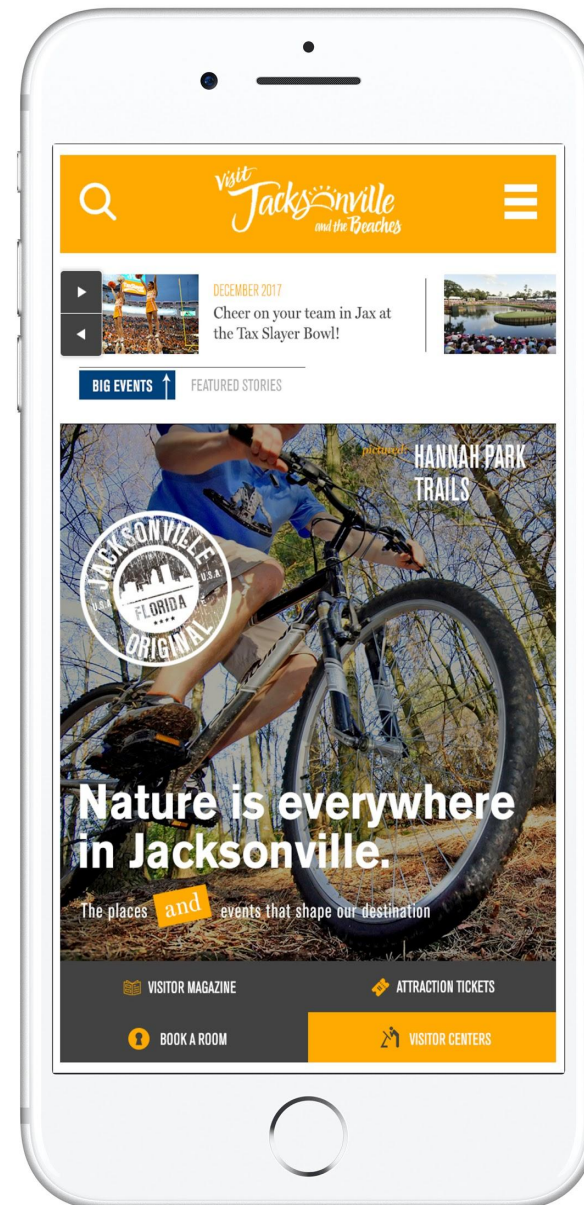 Visit
Jacksonville
and the Beaches
DECEMBER 2017
Cheer on your team in Jax at
the Tax Slayer Bowl!
BIG EVENTS
FEATURED STORIES
pictured:
HANNAH PARK
TRAILS
JACKSONVILLE
U.S.A
U.S.A
FLORIDA
ORIGINAL
Nature is everywhere
in Jacksonville.
The places and events that shape our destination
VISITOR MAGAZINE
ATTRACTION TICKETS
BOOK A ROOM
VISITOR CENTERS